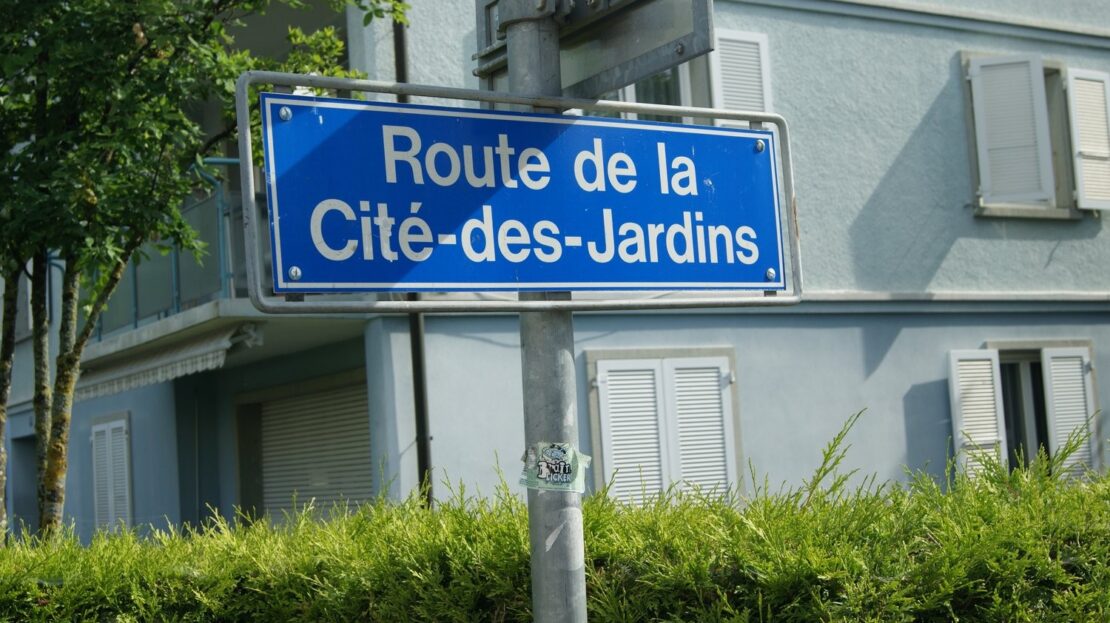 Route de la
Cité-des-Jardins